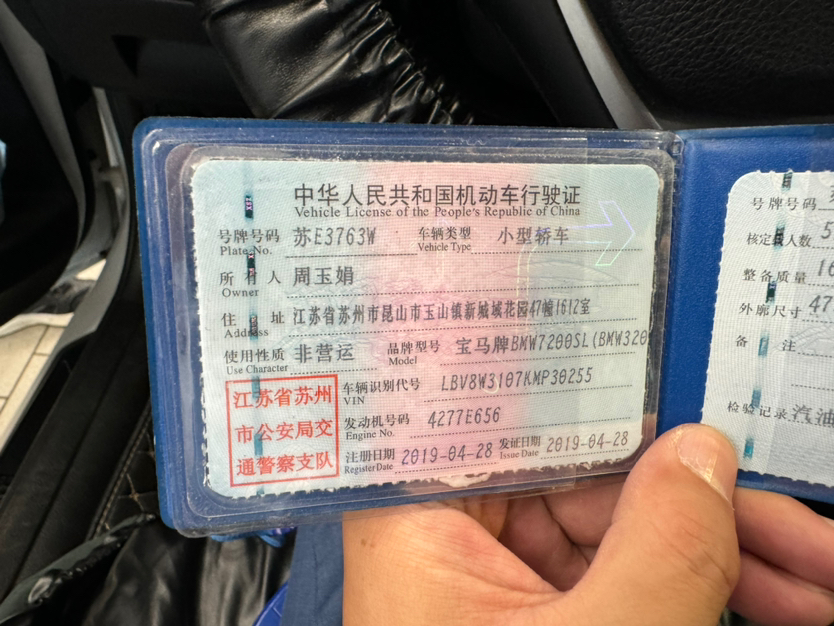 中华人民共和国机动车行驶证
Vehicle License of the People's Republic of China
号牌号码 苏E3763W 车辆类型 小型轿车
Plate No. Vehicle Type
所有人 周玉娟
Owner
住址 江苏省苏州市昆山市玉山镇新城域花园47幢1612室
Address
使用性质 非营运 品牌型号 宝马牌BMW7200SL(BMW320
Use Character Model
江苏省苏州
市公安局交
通警察支队
车辆识别代号 LBV8W3107KMP30255
VIN
发动机号码 4277E656
Engine No.
注册日期 2019-04-28 发证日期 2019-04-28
Register Date Issue Date
号牌号码
核定载人数 5
整备质量 16
外廓尺寸 47
备注
检验记录 汽油